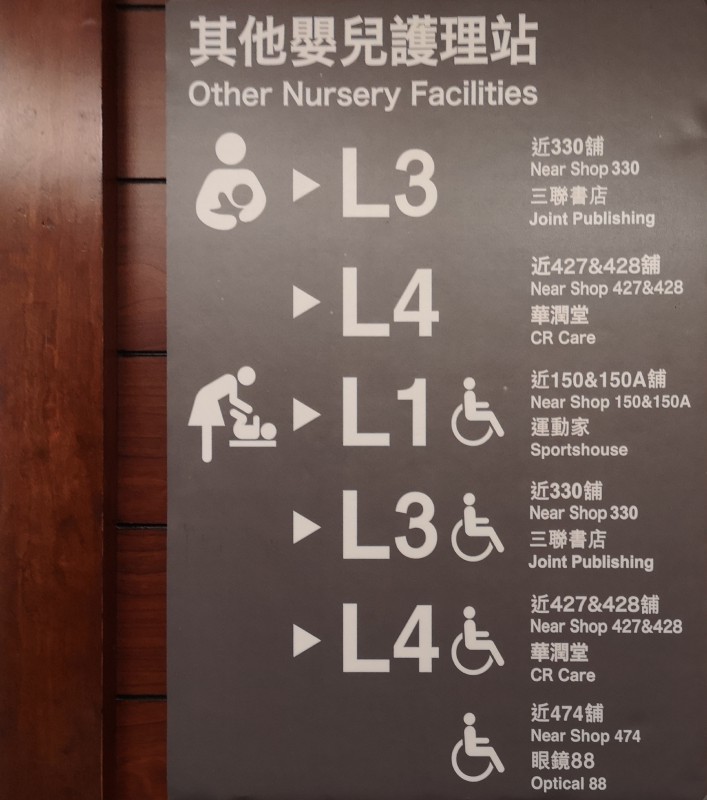 其他嬰兒護理站
Other Nursery Facilities
L3
近330舖
Near Shop 330
三聯書店
Joint Publishing
L4
近427&428舖
Near Shop 427&428
華潤堂
CR Care
L1
近150&150A舖
Near Shop 150&150A
運動家
Sportshouse
L3
近330舖
Near Shop 330
三聯書店
Joint Publishing
L4
近427&428舖
Near Shop 427&428
華潤堂
CR Care
近474舖
Near Shop 474
眼鏡88
Optical 88